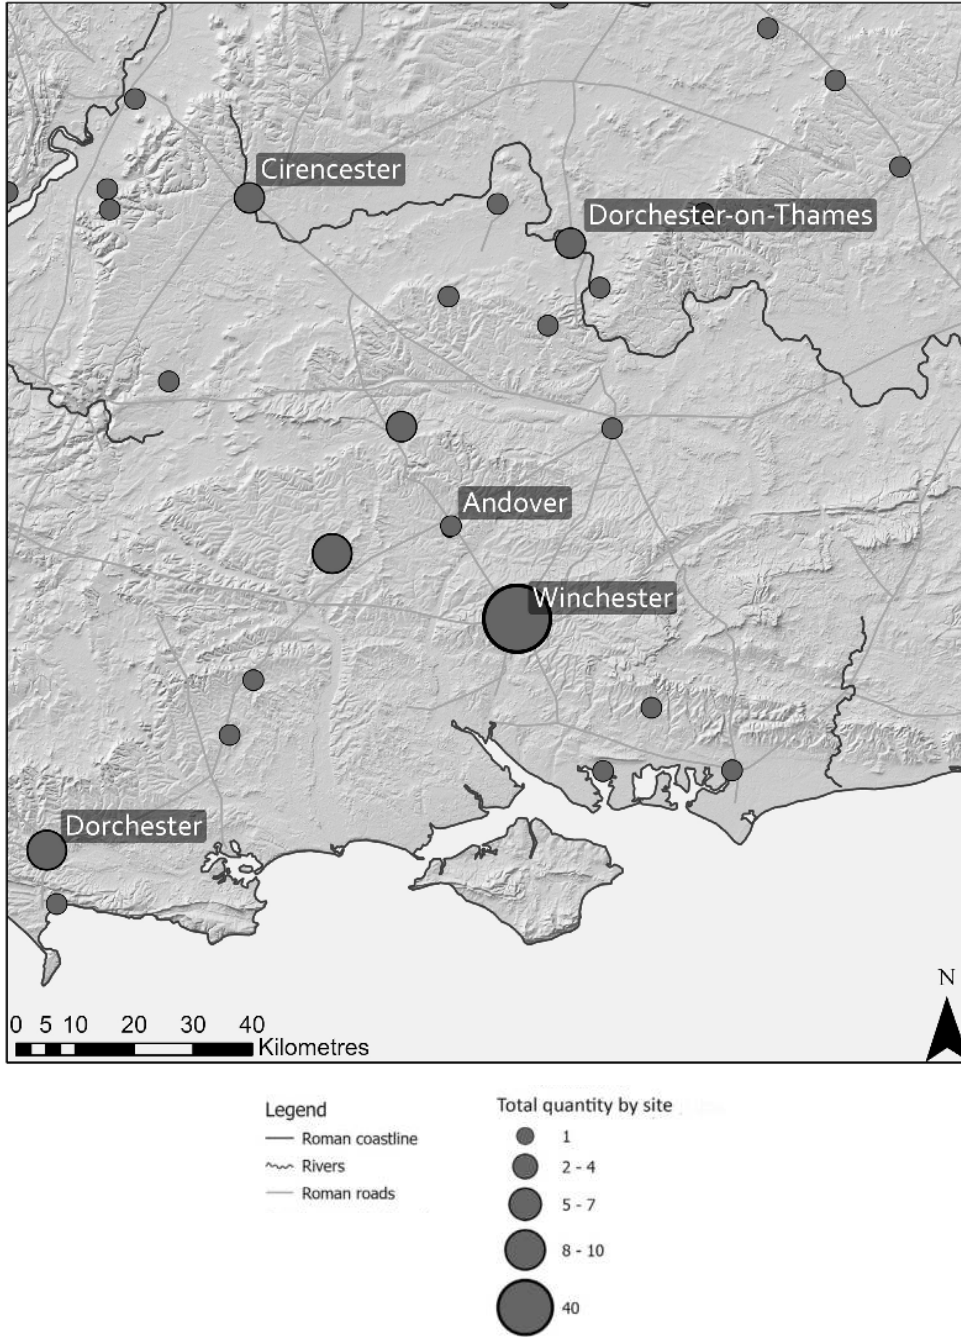 Cirencester
Dorchester-on-Thames
Andover
Winchester
Dorchester
N
0 5 10 20 30 40
Kilometres
Legend
Roman coastline
Rivers
Roman roads
Total quantity by site
1
2 - 4
5 - 7
8 - 10
40